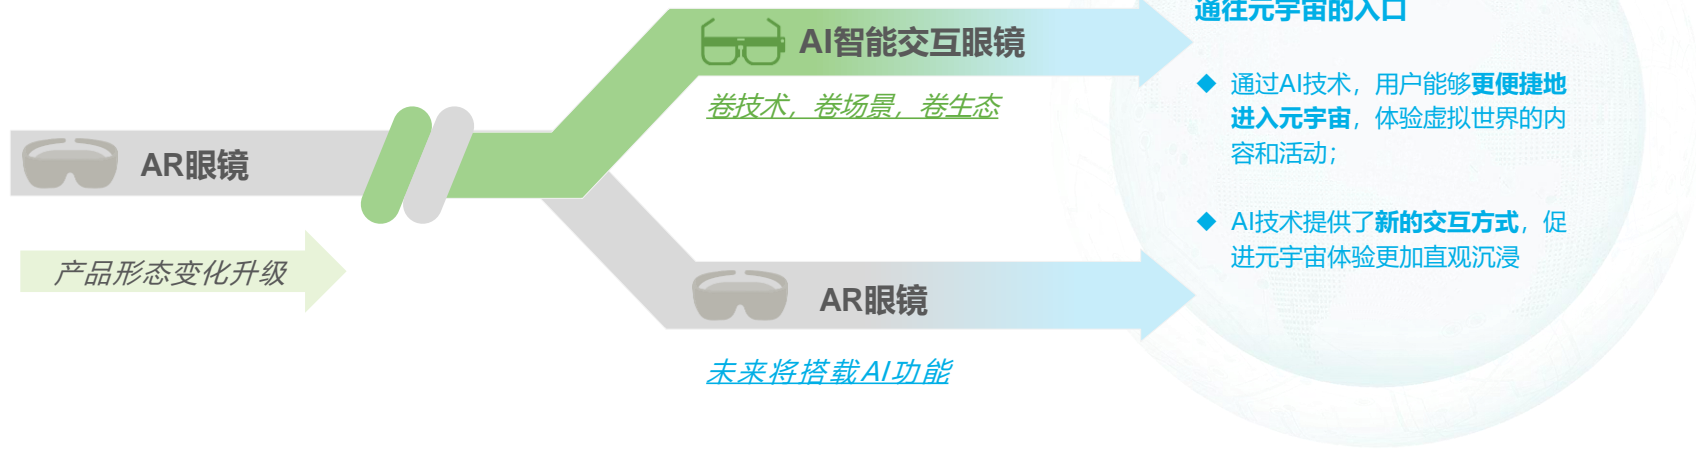 通往元宇宙的入口
AI智能交互眼镜
卷技术，卷场景，卷生态
AR眼镜
产品形态变化升级
AR眼镜
未来将搭载AI功能
◆ 通过AI技术，用户能够更便捷地
进入元宇宙，体验虚拟世界的内
容和活动；
◆ AI技术提供了新的交互方式，促
进元宇宙体验更加直观沉浸